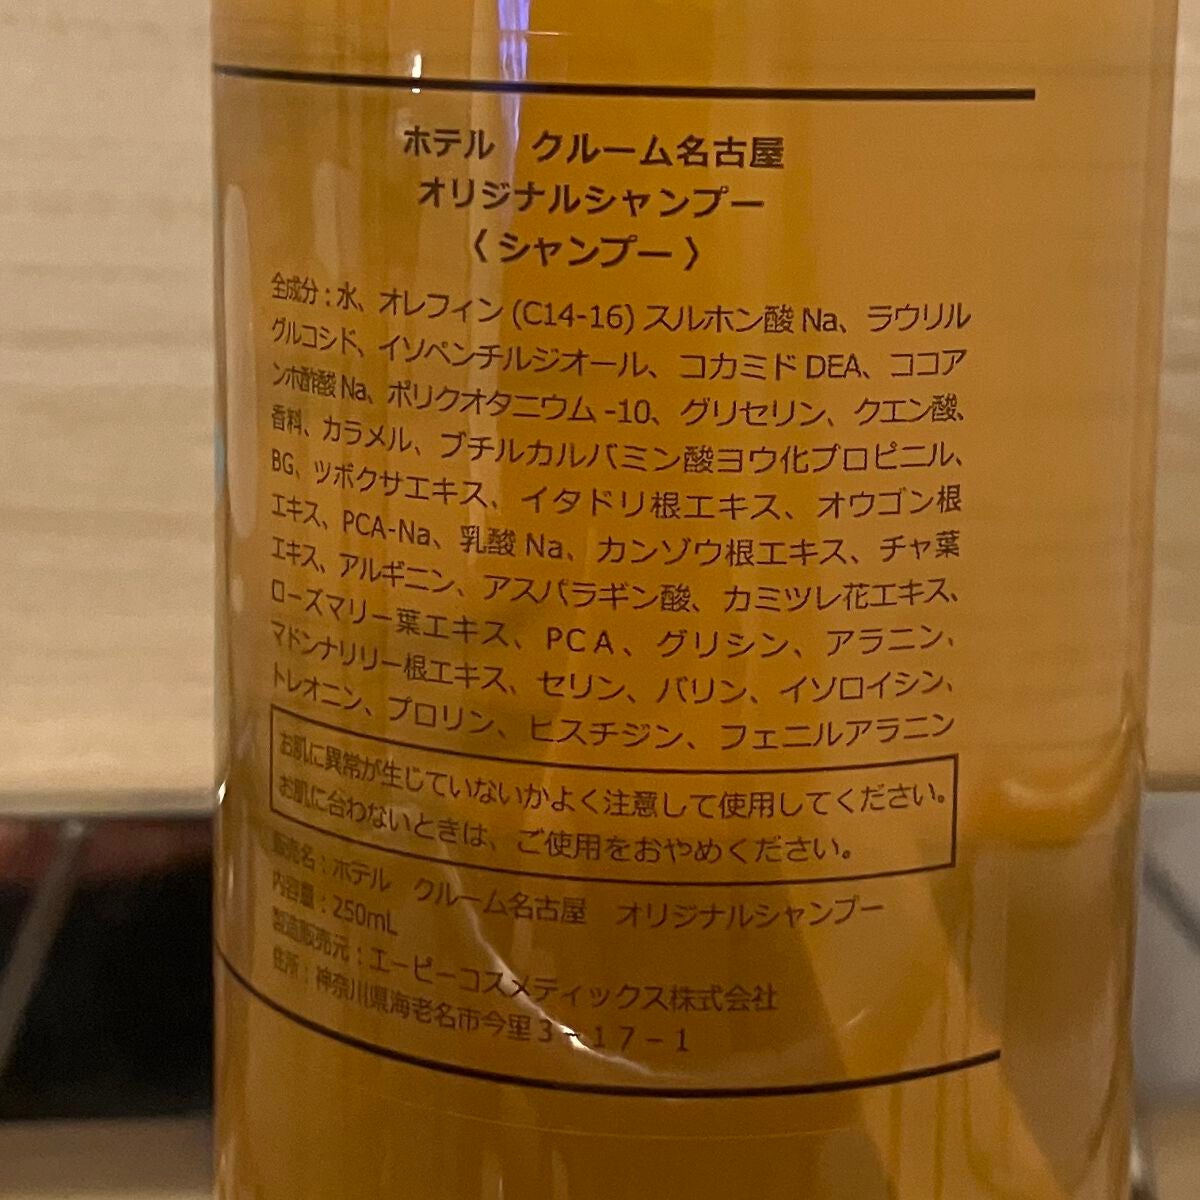 ホテル　クルーム名古屋
オリジナルシャンプー
〈シャンプー〉
全成分：水、オレフィン (C14-16) スルホン酸 Na、ラウリル
グルコシド、イソペンチルジオール、コカミド DEA、ココア
ンホ酢酸 Na、ポリクオタニウム -10、グリセリン、クエン酸、
香料、カラメル、ブチルカルバミン酸ヨウ化プロピニル、
BG、ツボクサエキス、イタドリ根エキス、オウゴン根
エキス、PCA-Na、乳酸 Na、カンゾウ根エキス、チャ葉
エキス、アルギニン、アスパラギン酸、カミツレ花エキス、
ローズマリー葉エキス、PCA、グリシン、アラニン、
マドンナリリー根エキス、セリン、バリン、イソロイシン、
トレオニン、プロリン、ヒスチジン、フェニルアラニン
お肌に異常が生じていないかよく注意して使用してください。
お肌に合わないときは、ご使用をおやめください。
販売名：ホテル　クルーム名古屋　オリジナルシャンプー
内容量：250mL
製造販売元：エーピーコスメティックス株式会社
住所：神奈川県海老名市今里３－１７－１